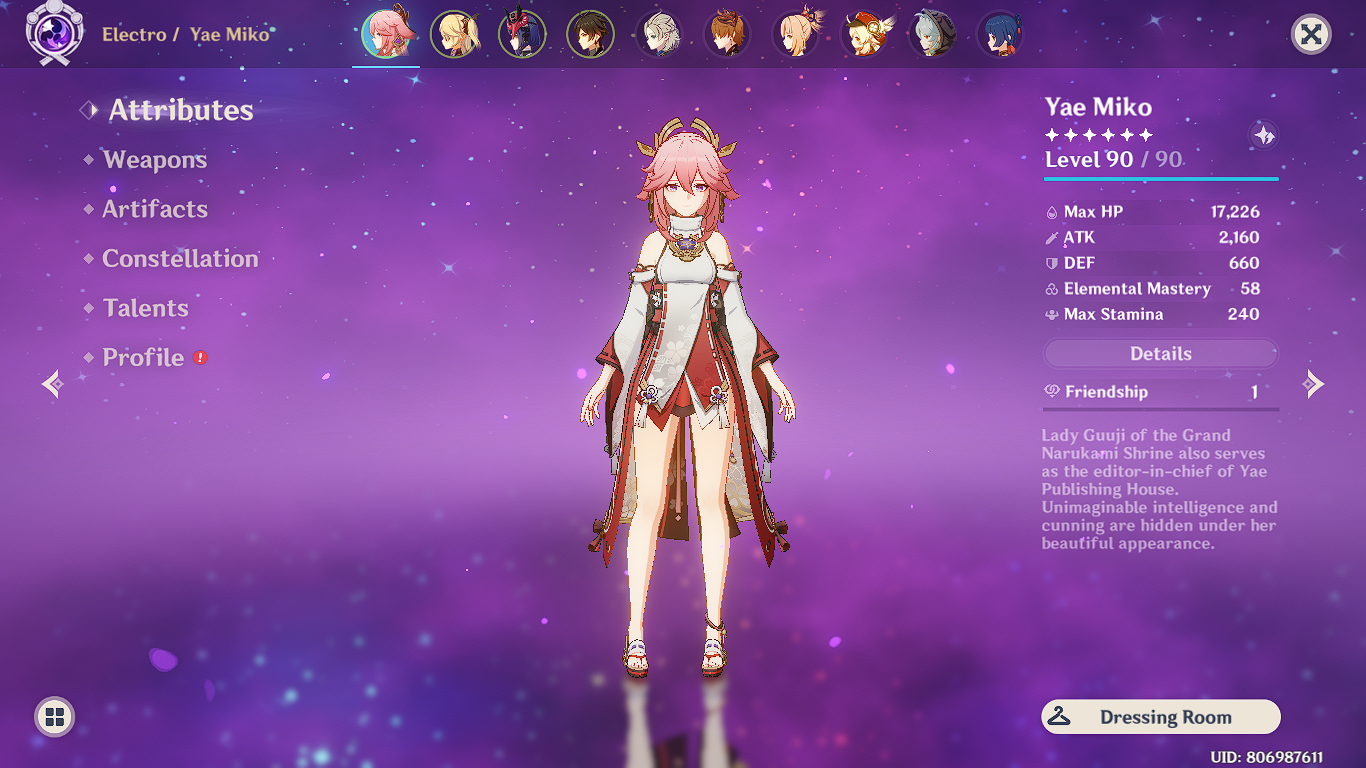 Electro / Yae Miko
Attributes
Weapons
Artifacts
Constellation
Talents
Profile !
Yae Miko
Level 90 / 90
Max HP 17,226
ATK 2,160
DEF 660
Elemental Mastery 58
Max Stamina 240
Details
Friendship 1
Lady Guuji of the Grand
Narukami Shrine also serves
as the editor-in-chief of Yae
Publishing House.
Unimaginable intelligence and
cunning are hidden under her
beautiful appearance.
Dressing Room
UID: 806987611